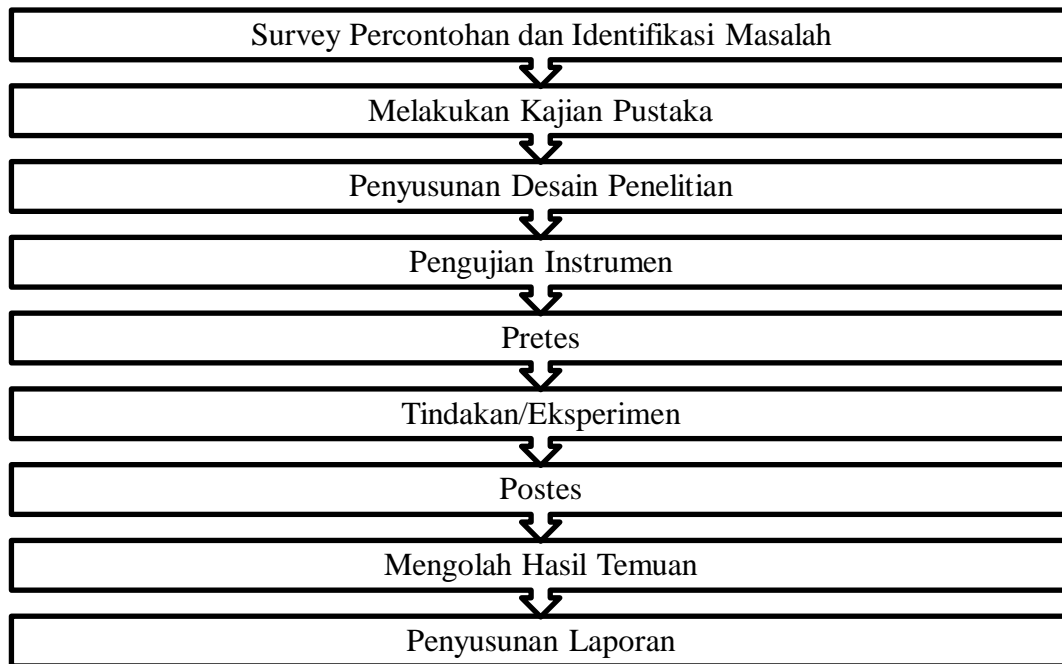 Survey Percontohan dan Identifikasi Masalah
Melakukan Kajian Pustaka
Penyusunan Desain Penelitian
Pengujian Instrumen
Pretes
Tindakan/Eksperimen
Postes
Mengolah Hasil Temuan
Penyusunan Laporan